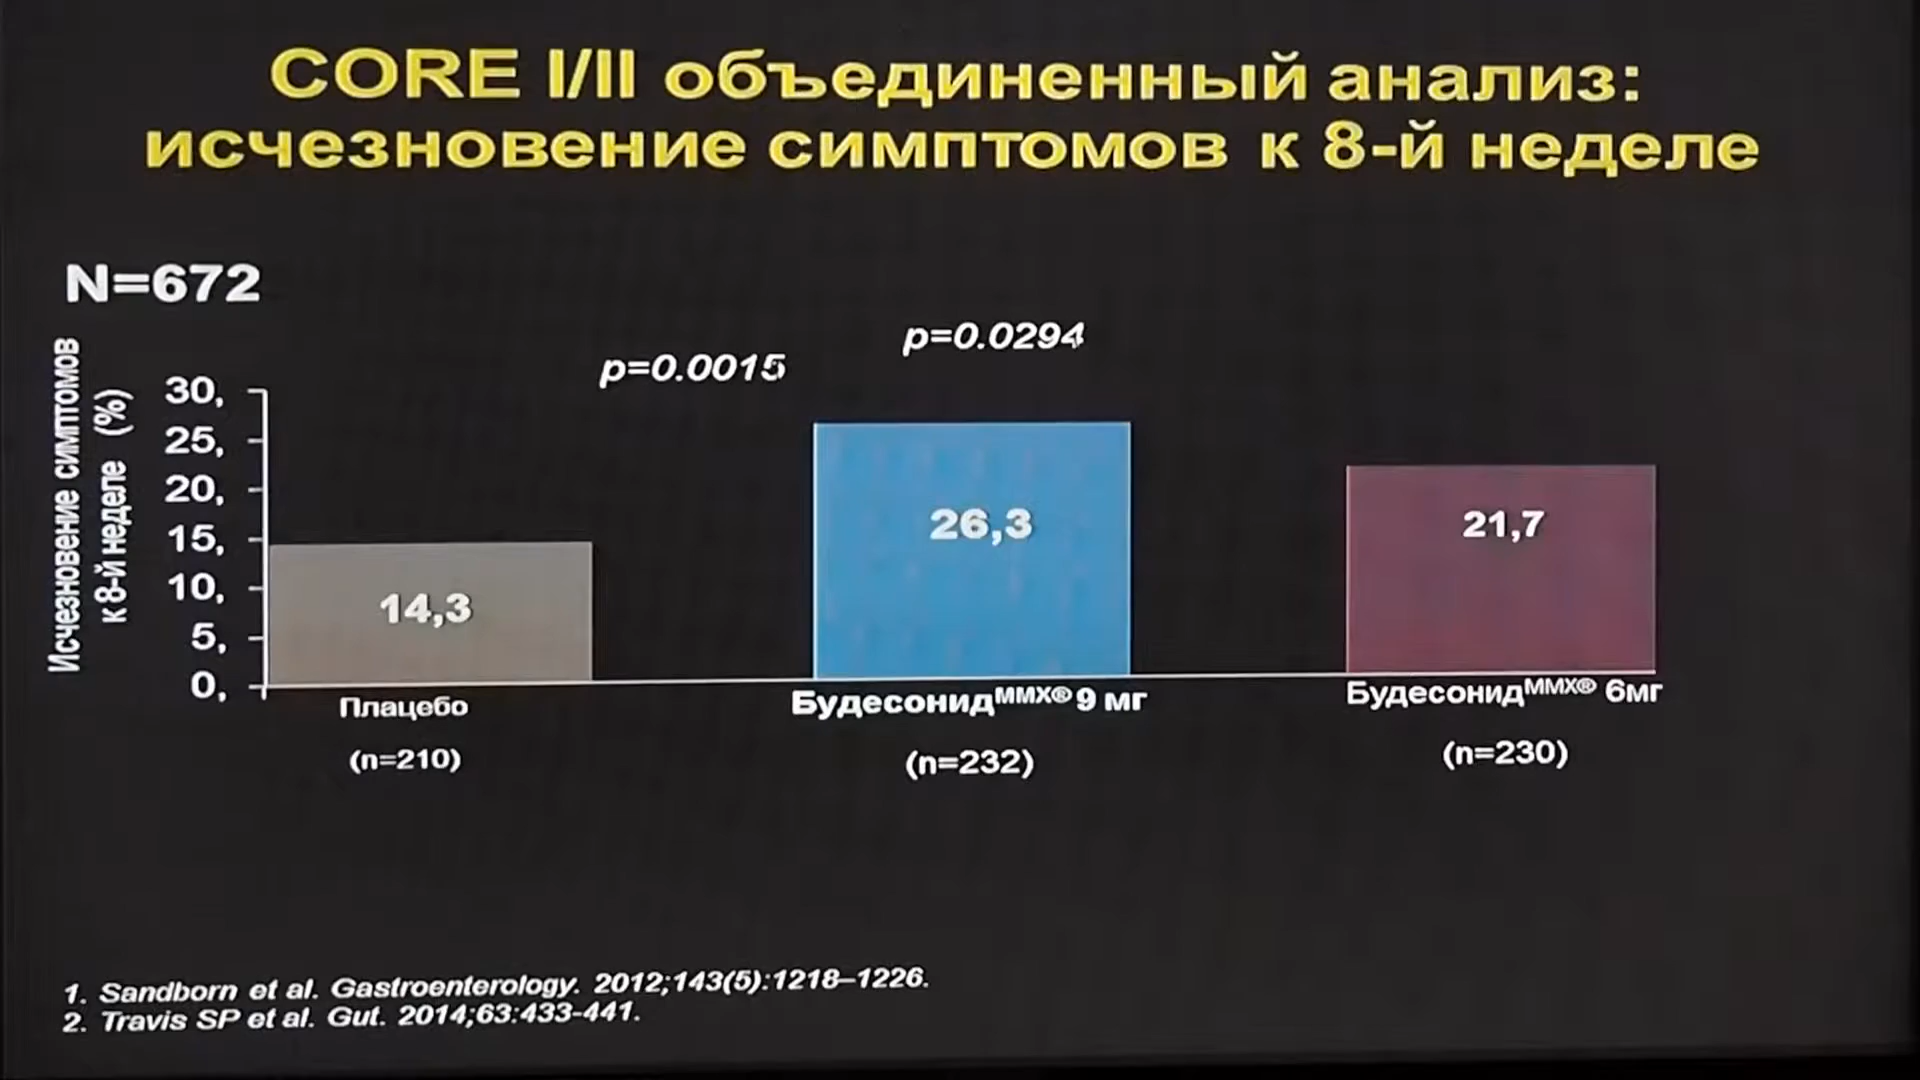 CORE I/II объединенный анализ:
исчезновение симптомов к 8-й неделе
N=672
p=0.0015
p=0.0294
Исчезновение симптомов
к 8-й неделе (%)
30,
25,
20,
15,
10,
5,
0,
14,3
26,3
21,7
Плацебо
(n=210)
Будесонидᴹᴹˣ® 9 мг
(n=232)
Будесонидᴹᴹˣ® 6мг
(n=230)
1. Sandborn et al. Gastroenterology. 2012;143(5):1218–1226.
2. Travis SP et al. Gut. 2014;63:433-441.